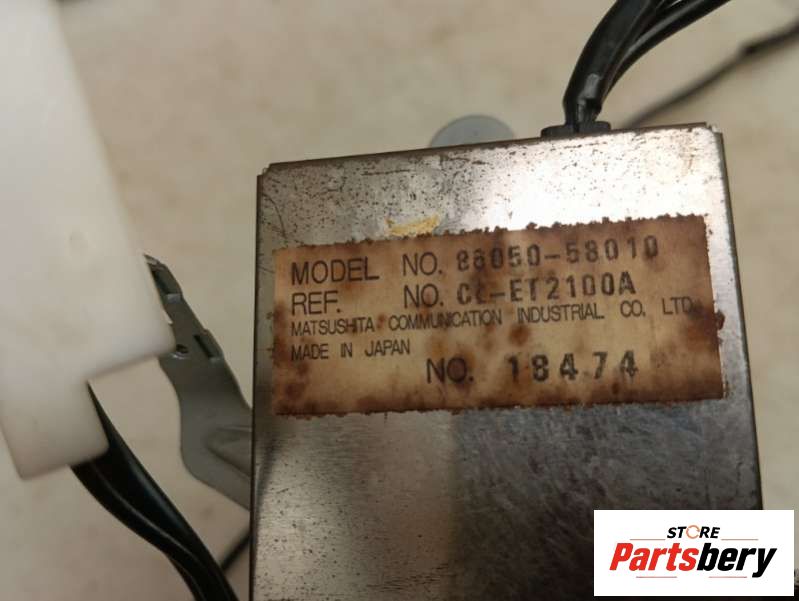 MODEL NO. 86050-58010
REF. NO. CL-ET2100A
MATSUSHITA COMMUNICATION INDUSTRIAL CO., LTD.
MADE IN JAPAN
NO. 18474
STORE
Partsbery